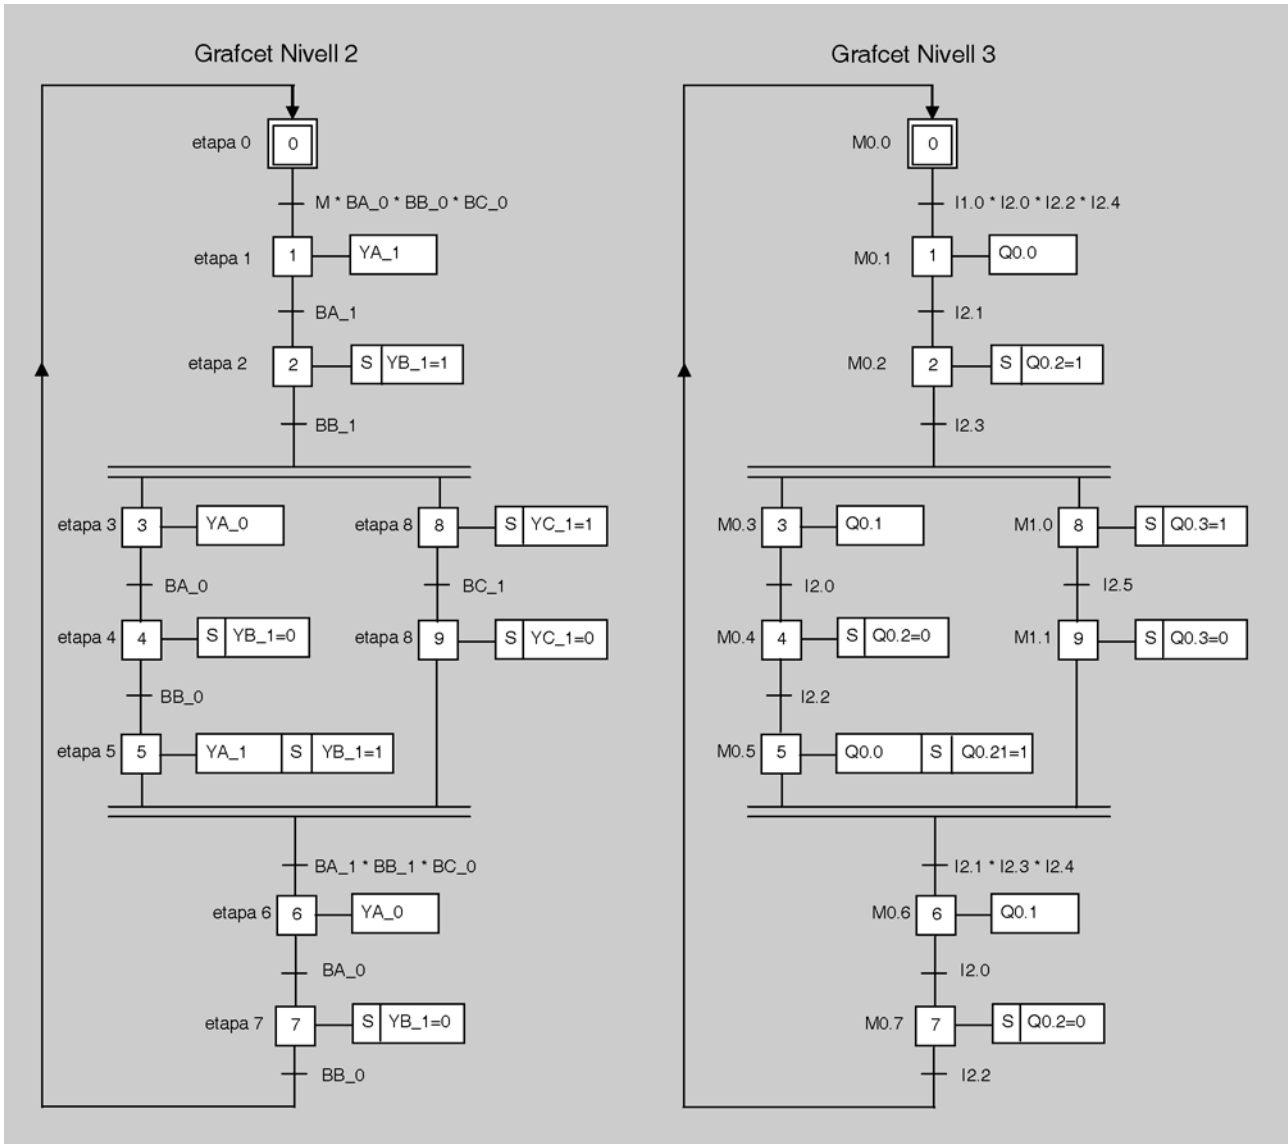 Grafcet Nivell 2
etapa 0
0
M * BA_0 * BB_0 * BC_0
etapa 1
1
YA_1
BA_1
etapa 2
2
S YB_1=1
BB_1
etapa 3
3
YA_0
etapa 8
8
S YC_1=1
BA_0
BC_1
etapa 4
4
S YB_1=0
etapa 8
9
S YC_1=0
BB_0
etapa 5
5
YA_1 S YB_1=1
BA_1 * BB_1 * BC_0
etapa 6
6
YA_0
BA_0
etapa 7
7
S YB_1=0
BB_0
Grafcet Nivell 3
M0.0
0
I1.0 * I2.0 * I2.2 * I2.4
M0.1
1
Q0.0
I2.1
M0.2
2
S Q0.2=1
I2.3
M0.3
3
Q0.1
M1.0
8
S Q0.3=1
I2.0
I2.5
M0.4
4
S Q0.2=0
M1.1
9
S Q0.3=0
I2.2
M0.5
5
Q0.0 S Q0.21=1
I2.1 * I2.3 * I2.4
M0.6
6
Q0.1
I2.0
M0.7
7
S Q0.2=0
I2.2